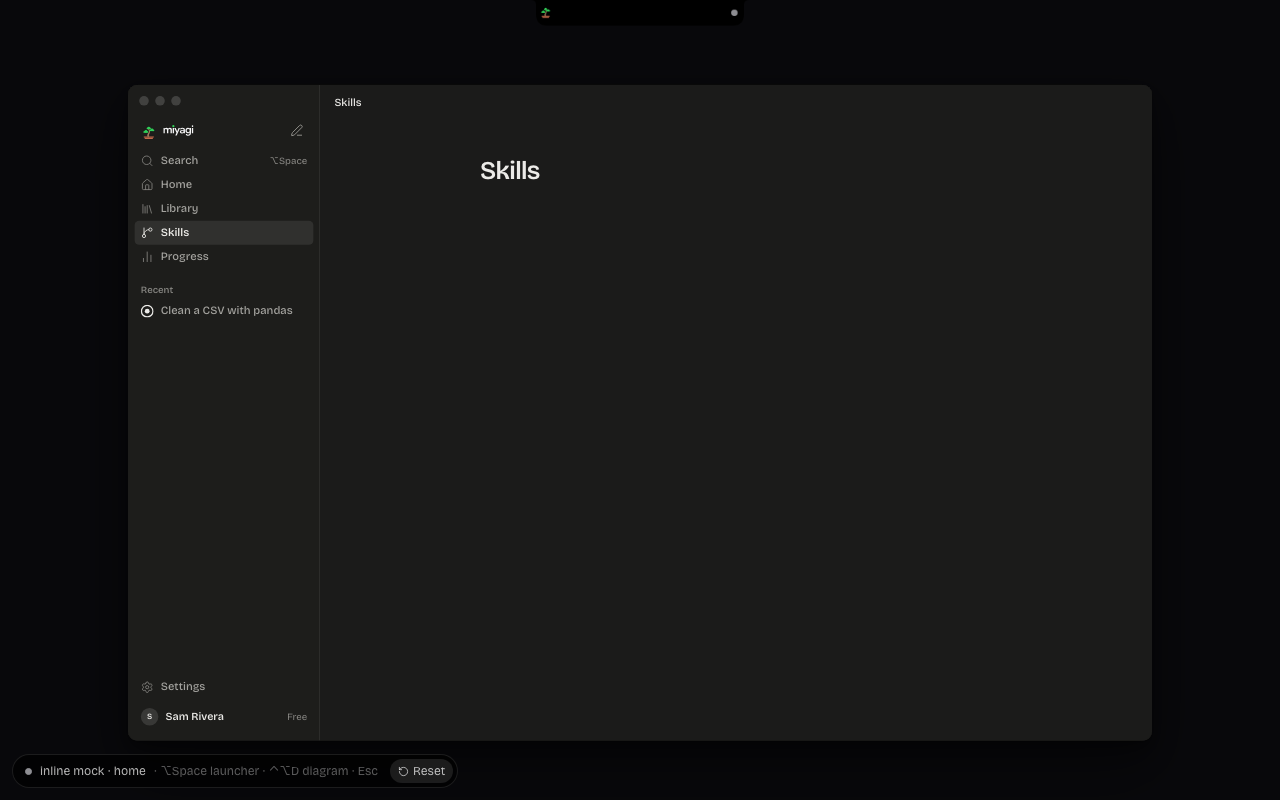 Skills
miyagi
Search ⌥Space
Home
Library
Skills
Progress
Recent
Clean a CSV with pandas
Skills
Settings
S Sam Rivera Free
inline mock · home · ⌥Space launcher · ^⌥D diagram · Esc Reset